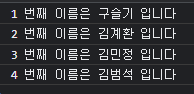 1 번째 이름은 구슬기 입니다
2 번째 이름은 김계환 입니다
3 번째 이름은 김민정 입니다
4 번째 이름은 김범석 입니다